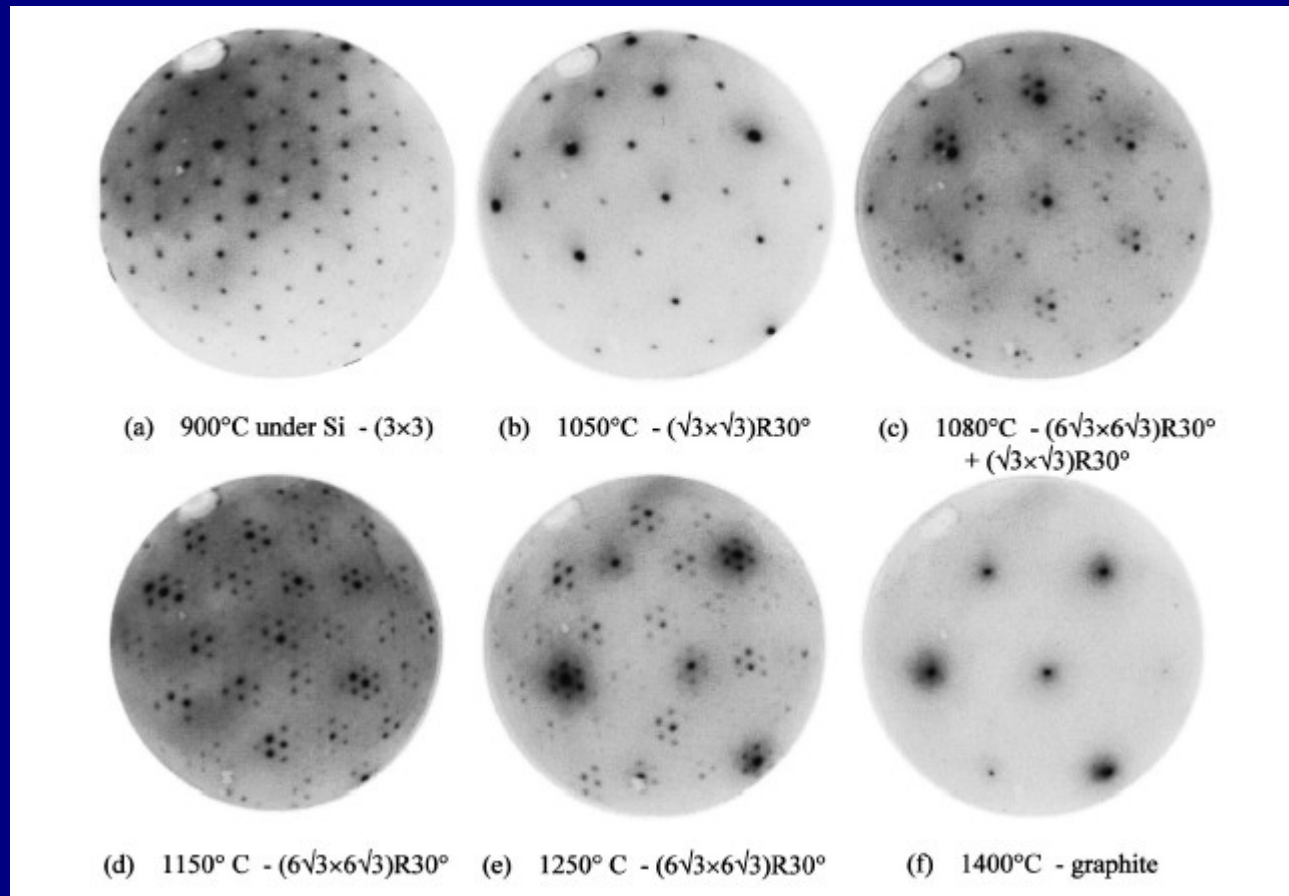 (a) 900°C under Si - (3×3)
(b) 1050°C - (√3×√3)R30°
(c) 1080°C - (6√3×6√3)R30°
+ (√3×√3)R30°
(d) 1150° C - (6√3×6√3)R30°
(e) 1250° C - (6√3×6√3)R30°
(f) 1400°C - graphite